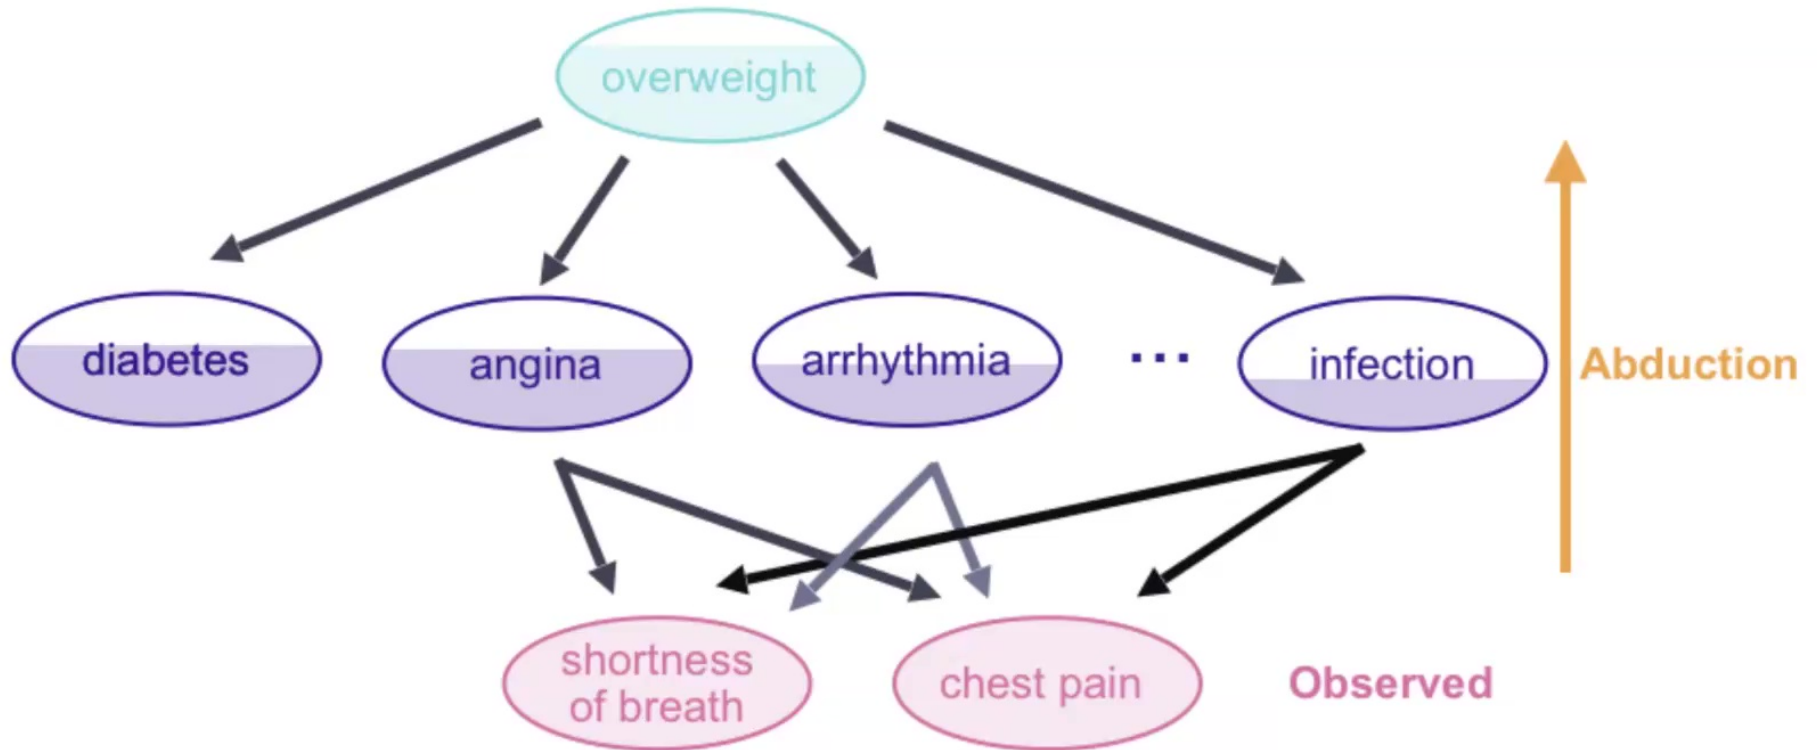 overweight
diabetes
angina
arrhythmia
...
infection
Abduction
shortness
of breath
chest pain
Observed